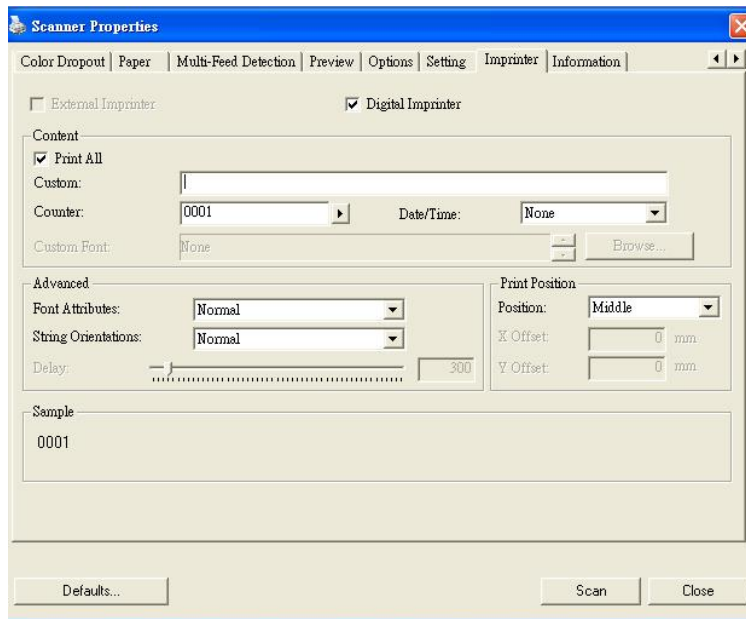 Scanner Properties
Color Dropout Paper Multi-Feed Detection Preview Options Setting Imprinter Information
External Imprinter Digital Imprinter
Content
Print All
Custom:
Counter: 0001 Date/Time: None
Custom Font: None Browse...
Advanced Print Position
Font Attributes: Normal Position: Middle
String Orientations: Normal X Offset: 0 mm
Delay: 300 Y Offset: 0 mm
Sample
0001
Defaults... Scan Close